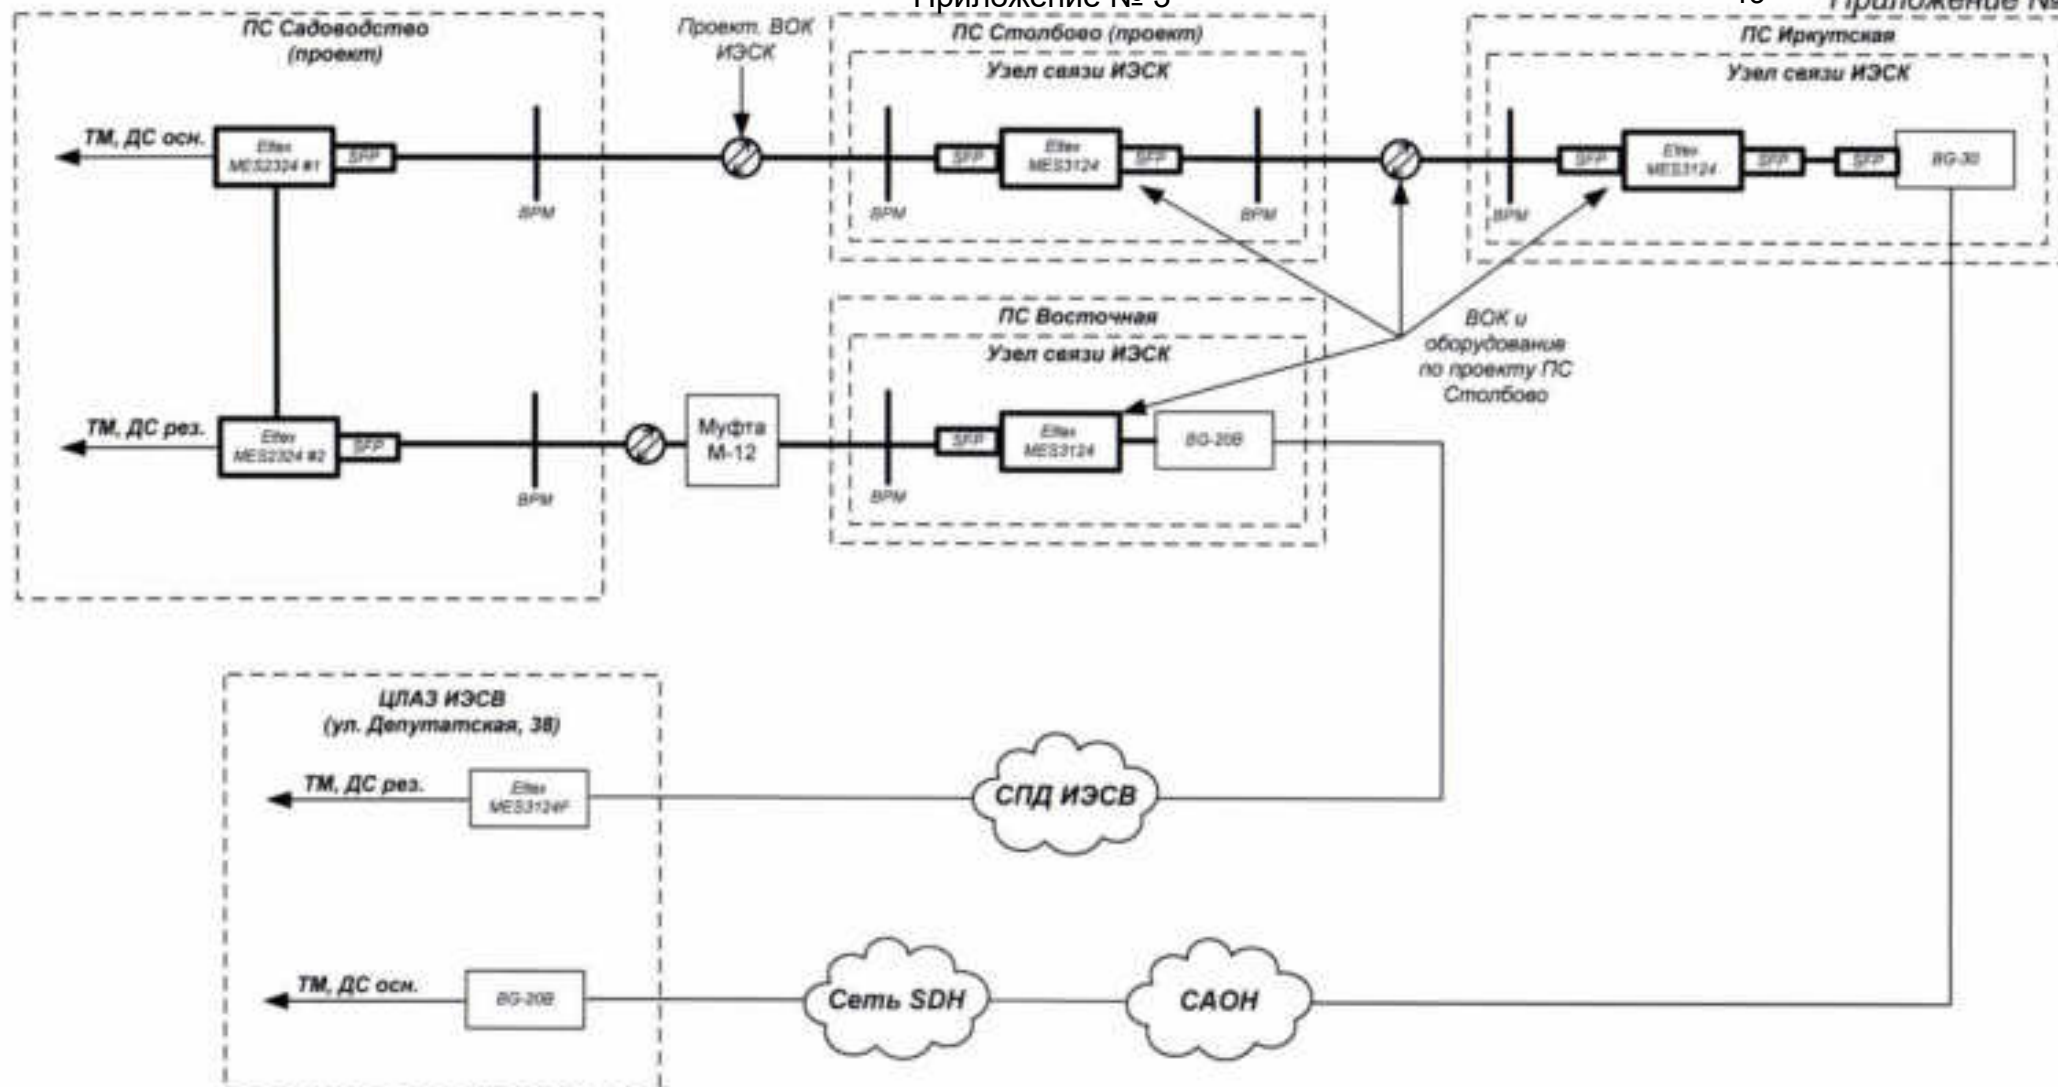 Приложение № 3
Приложение №
ПС Садоводство
(проект)
ТМ, ДС осн.
Eltex
MES2324 #1
SFP
ВРМ
ТМ, ДС рез.
Eltex
MES2324 #2
SFP
ВРМ
Проект. ВОК
ИЭСК
Муфта
М-12
ПС Столбово (проект)
Узел связи ИЭСК
ВРМ
SFP
Eltex
MES3124
SFP
ВРМ
ПС Иркутская
Узел связи ИЭСК
ВРМ
SFP
Eltex
MES3124
SFP
SFP
BG-30
ПС Восточная
Узел связи ИЭСК
ВРМ
SFP
Eltex
MES3124
BG-20B
ВОК и
оборудование
по проекту ПС
Столбово
ЦЛАЗ ИЭСВ
(ул. Депутатская, 38)
ТМ, ДС рез.
Eltex
MES3124F
СПД ИЭСВ
ТМ, ДС осн.
BG-20B
Сеть SDH
САОН